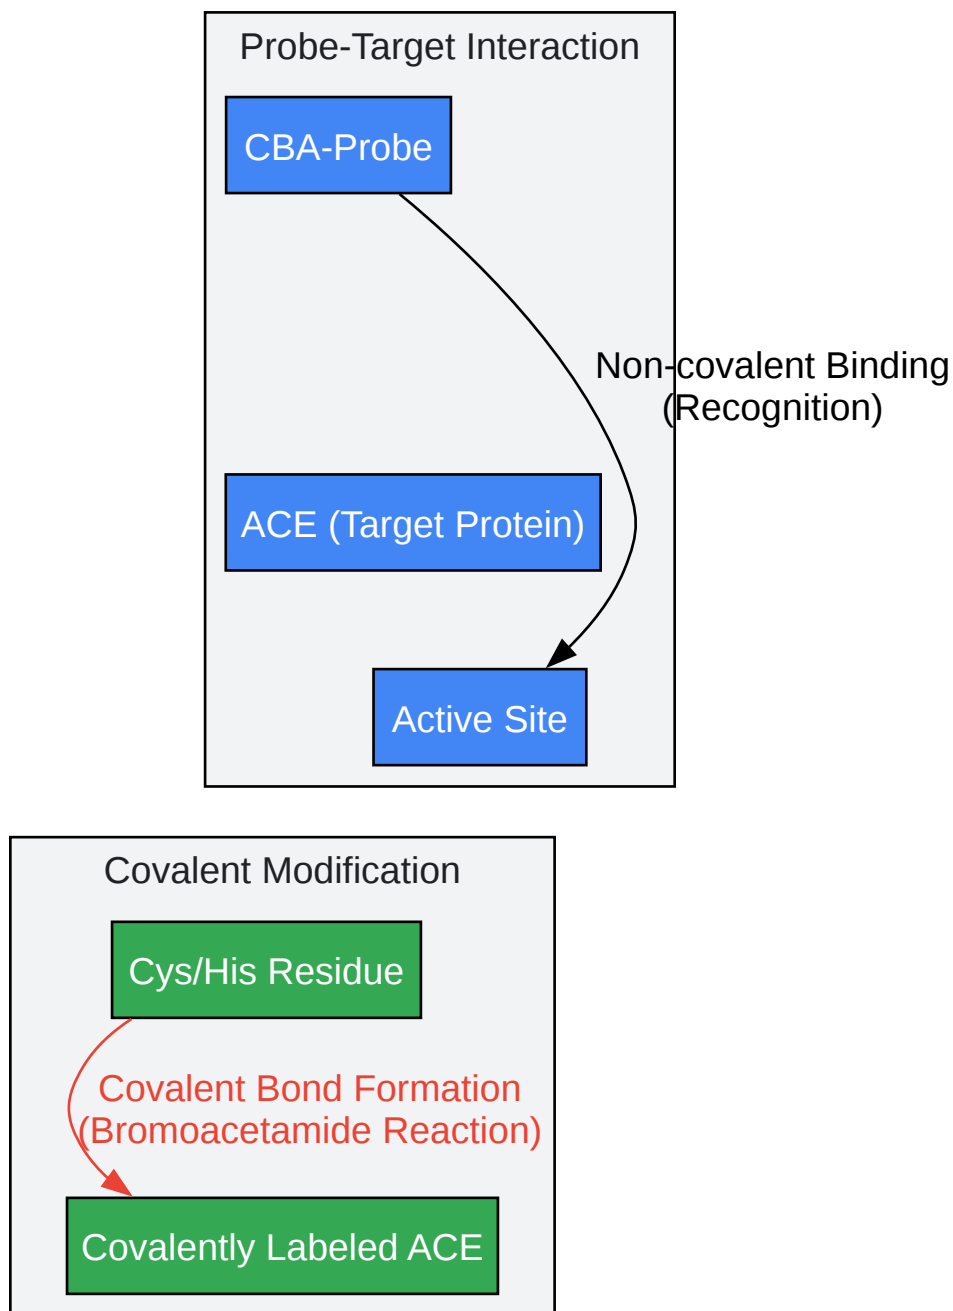 Probe-Target Interaction
CBA-Probe
Non-covalent Binding
(Recognition)
ACE (Target Protein)
Active Site
Covalent Modification
Cys/His Residue
Covalent Bond Formation
(Bromoacetamide Reaction)
Covalently Labeled ACE